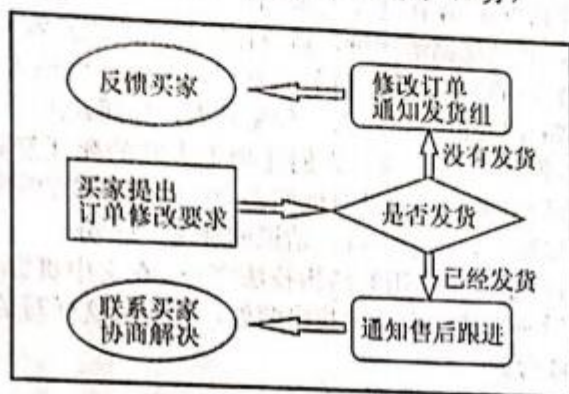 反馈买家
修改订单
通知发货组
没有发货
买家提出
订单修改要求
是否发货
已经发货
联系买家
协商解决
通知售后跟进